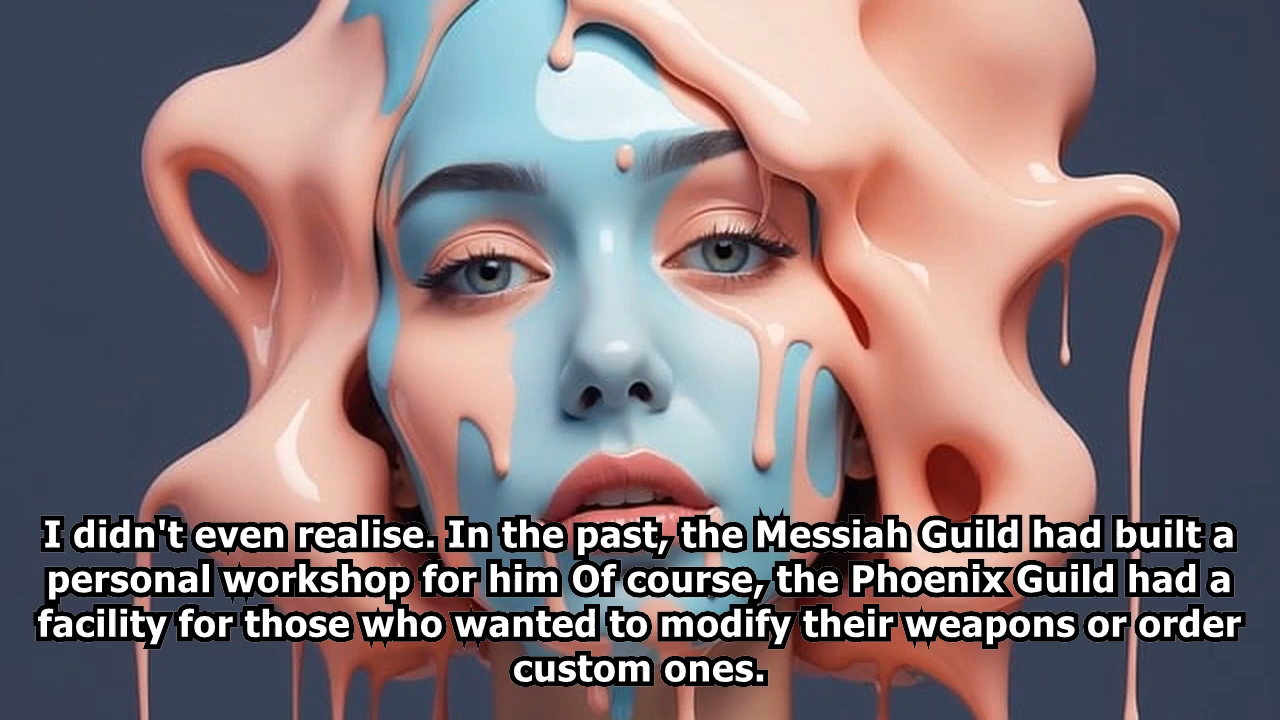 I didn't even realise. In the past, the Messiah Guild had built a
personal workshop for him Of course, the Phoenix Guild had a
facility for those who wanted to modify their weapons or order
custom ones.